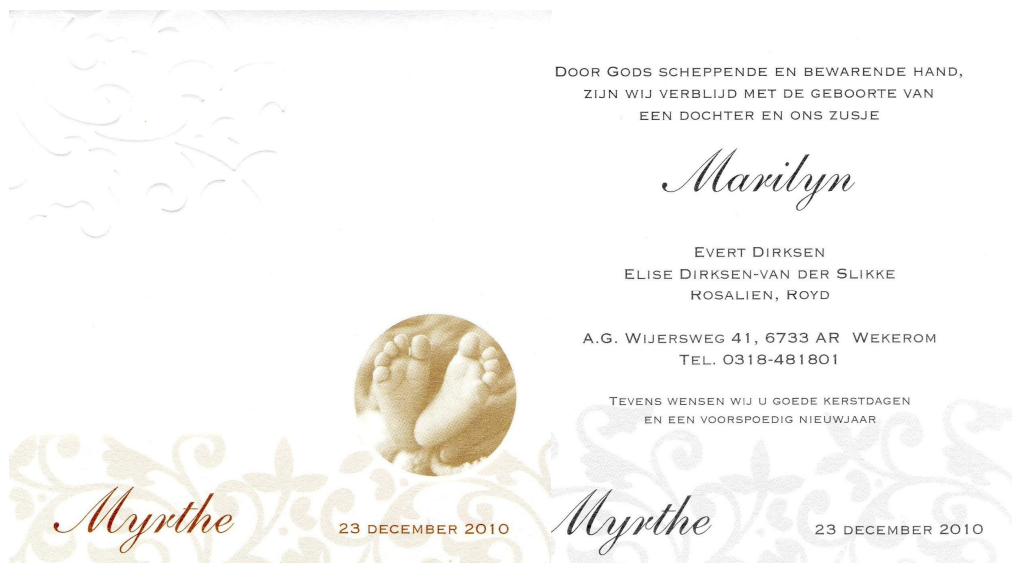 Myrthe
23 DECEMBER 2010
DOOR GODS SCHEPPENDE EN BEWARENDE HAND,
ZIJN WIJ VERBLIJD MET DE GEBOORTE VAN
EEN DOCHTER EN ONS ZUSJE
Marilyn
EVERT DIRKSEN
ELISE DIRKSEN-VAN DER SLIKKE
ROSALIEN, ROYD
A.G. WIJERSWEG 41, 6733 AR WEKEROM
TEL. 0318-481801
TEVENS WENSEN WIJ U GOEDE KERSTDAGEN
EN EEN VOORSPOEDIG NIEUWJAAR
Myrthe
23 DECEMBER 2010